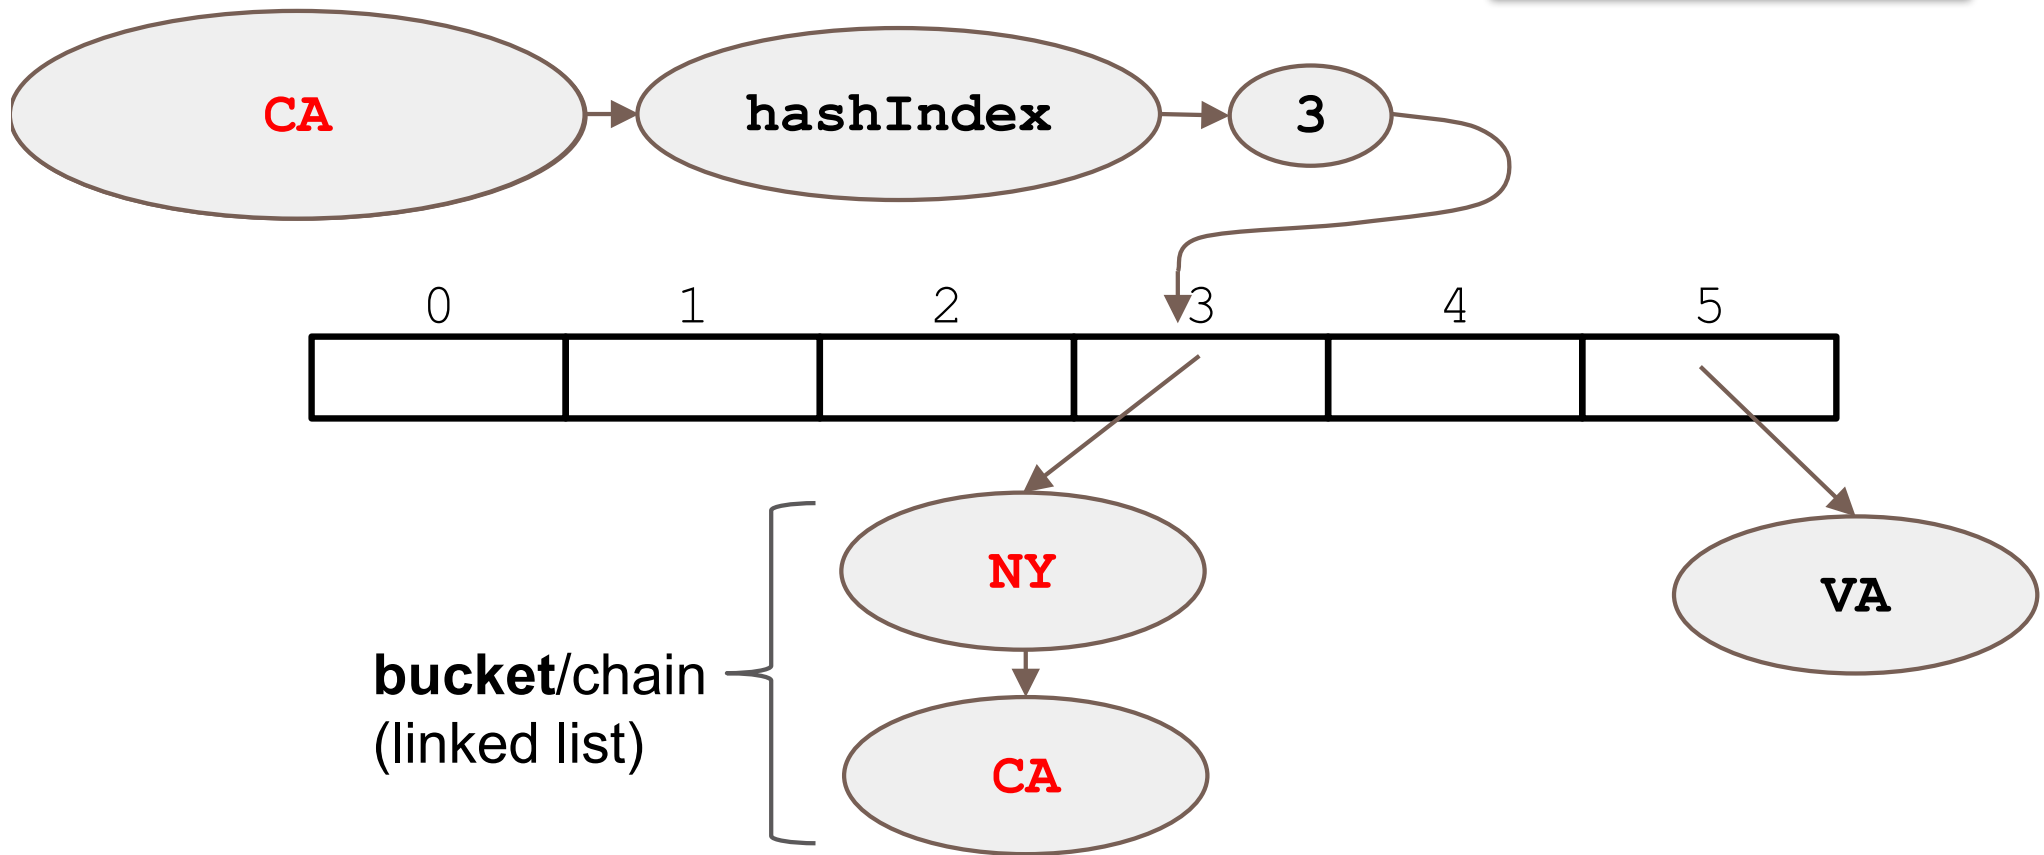 CA hashIndex 3
0 1 2 3 4 5
NY
VA
bucket/chain
(linked list)
CA